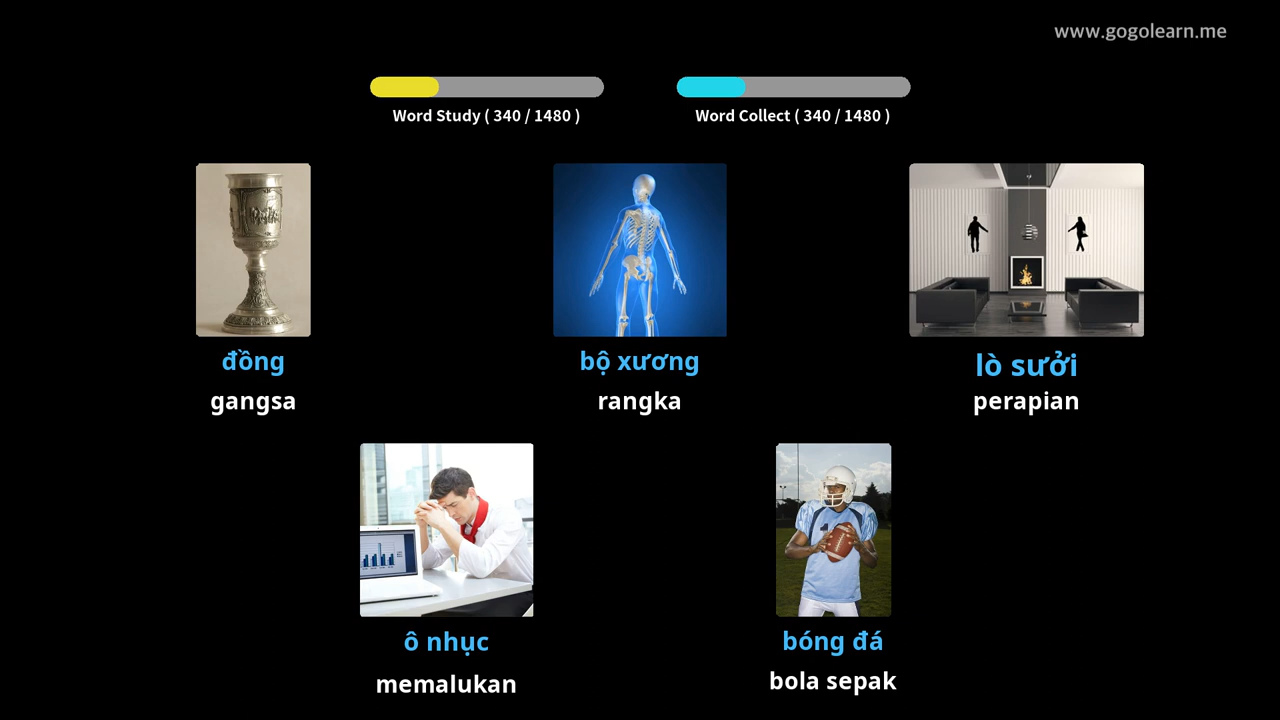 www.gogolearn.me
Word Study ( 340 / 1480 )
Word Collect ( 340 / 1480 )
đồng
gangsa
bộ xương
rangka
lò sưởi
perapian
ô nhục
memalukan
bóng đá
bola sepak